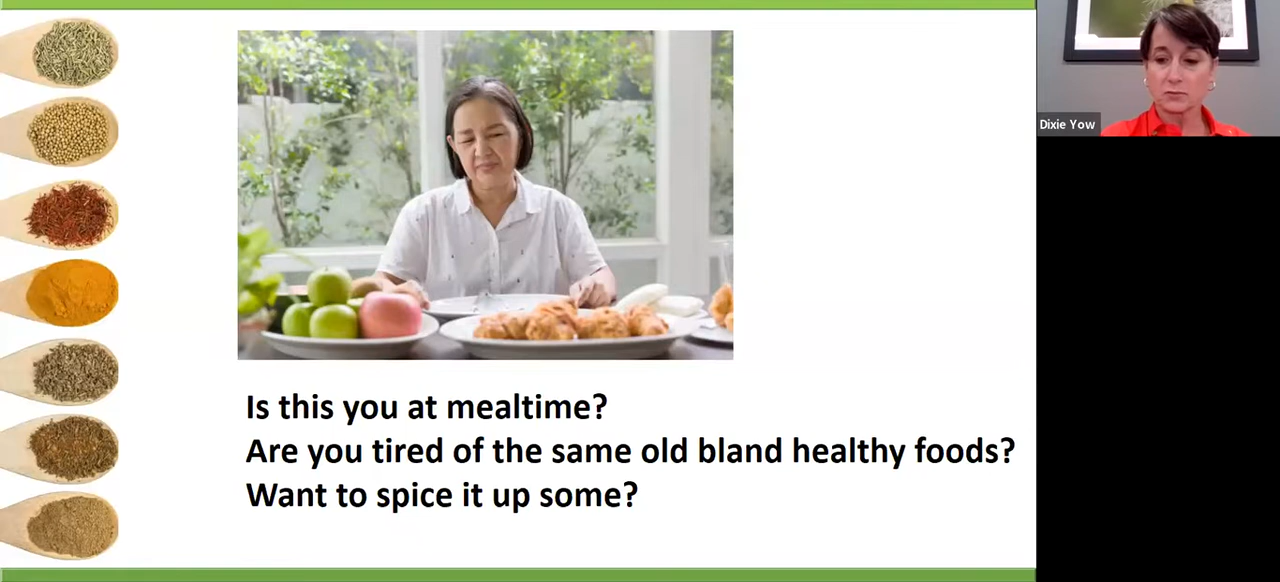 Dixie Yow
Is this you at mealtime?
Are you tired of the same old bland healthy foods?
Want to spice it up some?